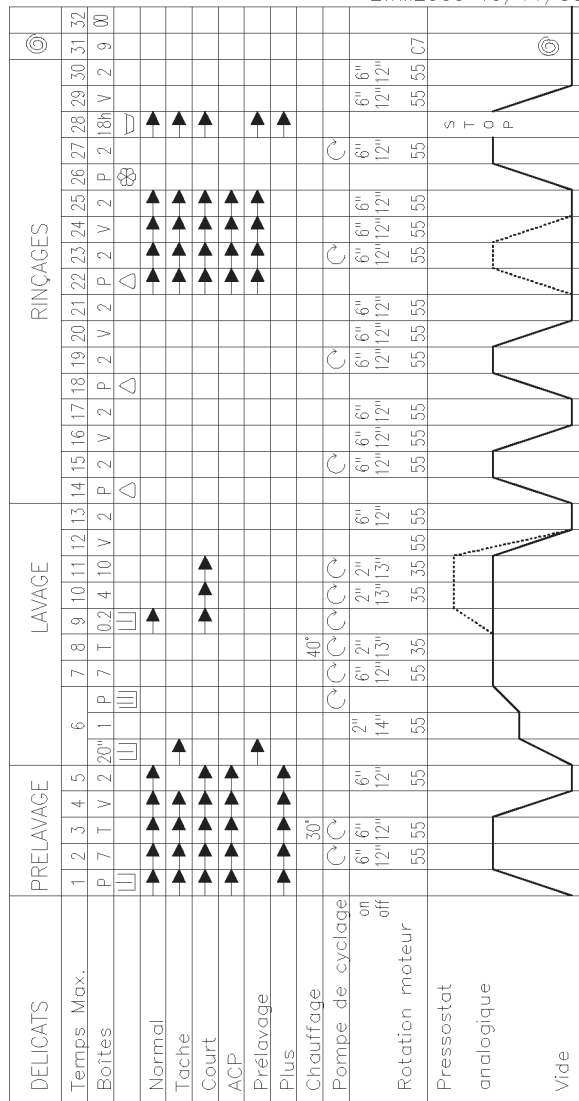 DELICATS PRELAVAGE LAVAGE RINÇAGES
Temps Max. 1 2 3 4 5 6 7 8 9 10 11 12 13 14 15 16 17 18 19 20 21 22 23 24 25 26 27 28 29 30 31 32
Boîtes P 7 T V 2 20" 1 P 7 T 0.2 4 10 V 2 P 2 V 2 P 2 V 2 P 2 V 2 P 2 18h V 2 9
Normal
Tache
Court
ACP
Prélavage
Plus
Chauffage 30° 40°
Pompe de cyclage
on 6" 6" 6" 2" 6" 2" 2" 2" 6" 6" 6" 6" 6" 6" 6" 6" 6" 6" 6" 6" 6"
off 12" 12" 12" 14" 12" 13" 13" 13" 12" 12" 12" 12" 12" 12" 12" 12" 12" 12" 12" 12" 12"
Rotation moteur 55 55 55 55 55 35 35 35 55 55 55 55 55 55 55 55 55 55 55 55 55 55 C7
Pressostat
analogique
STOP
Vide